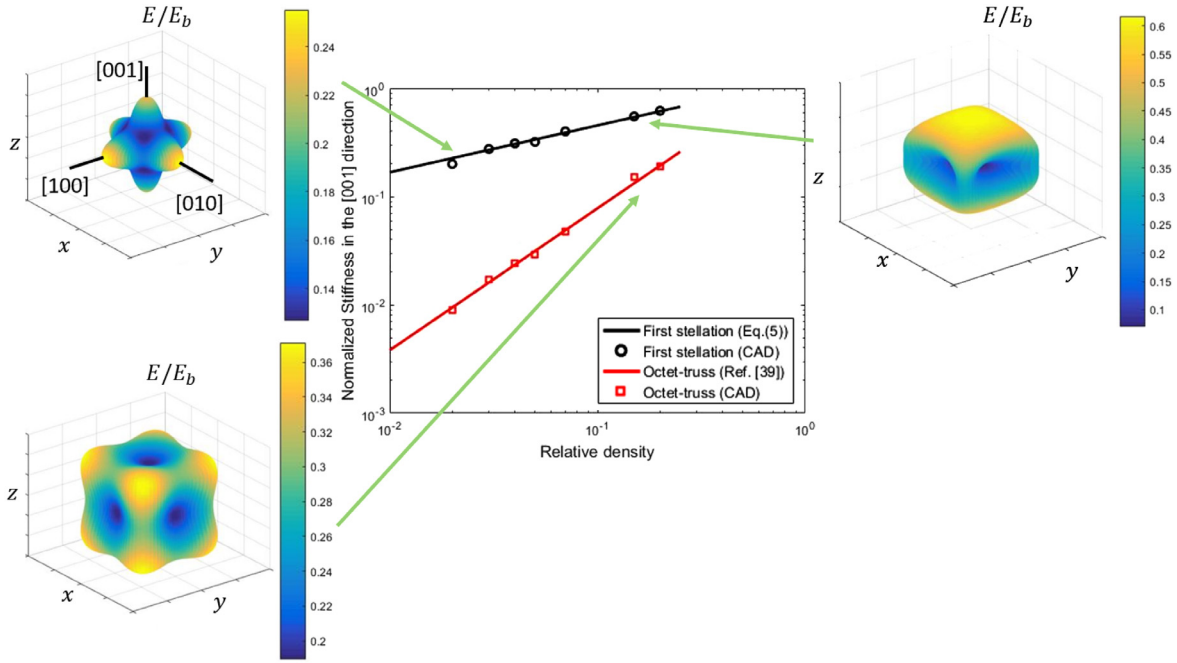 E/E_b
0.24
0.22
0.2
0.18
0.16
0.14
[001]
[100]
[010]
z
x
y
E/E_b
0.36
0.34
0.32
0.3
0.28
0.26
0.24
0.22
0.2
z
x
y
Normalized Stiffness in the [001] direction
10^0
10^-1
10^-2
10^-3
10^-2
10^-1
10^0
Relative density
First stellation (Eq.(5))
First stellation (CAD)
Octet-truss (Ref. [39])
Octet-truss (CAD)
E/E_b
0.6
0.55
0.5
0.45
0.4
0.35
0.3
0.25
0.2
0.15
0.1
z
x
y